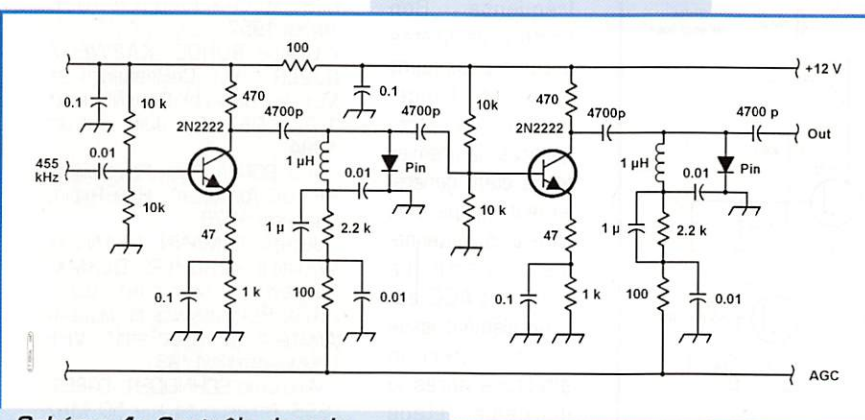 100
+12 V
0.1
10 k
470
0.1
10k
470
4700p
4700p
4700p
4700 p
2N2222
2N2222
Out
455
kHz
0.01
1 µH
Pin
0.01
1 µH
Pin
0.01
10k
10 k
47
1 µ
2.2 k
47
1 µ
2.2 k
0.1
1 k
100
0.01
0.1
1 k
100
0.01
AGC